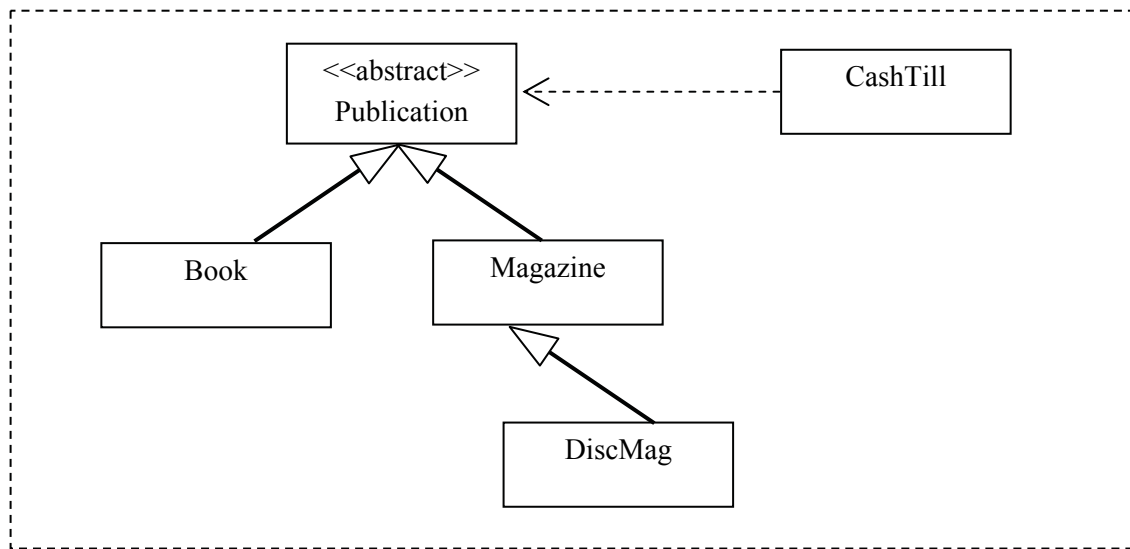 <<abstract>>
Publication
CashTill
Book
Magazine
DiscMag